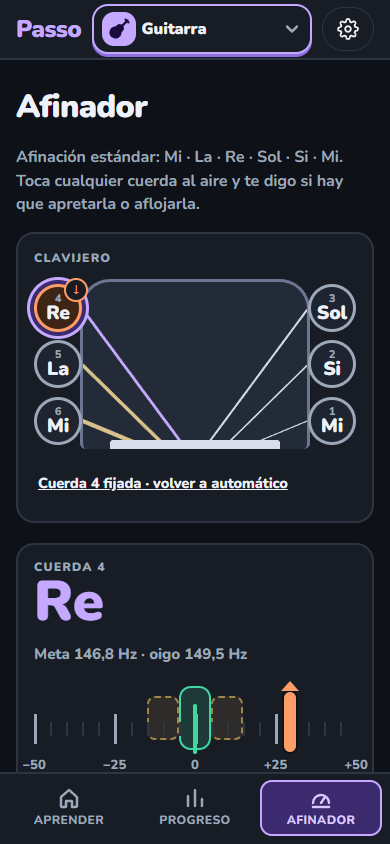 Passo
Guitarra
Afinador
Afinación estándar: Mi · La · Re · Sol · Si · Mi.
Toca cualquier cuerda al aire y te digo si hay
que apretarla o aflojarla.
CLAVIJERO
4
Re
↓
3
Sol
5
La
2
Si
6
Mi
1
Mi
Cuerda 4 fijada · volver a automático
CUERDA 4
Re
Meta 146,8 Hz · oigo 149,5 Hz
−50
−25
0
+25
+50
APRENDER
PROGRESO
AFINADOR